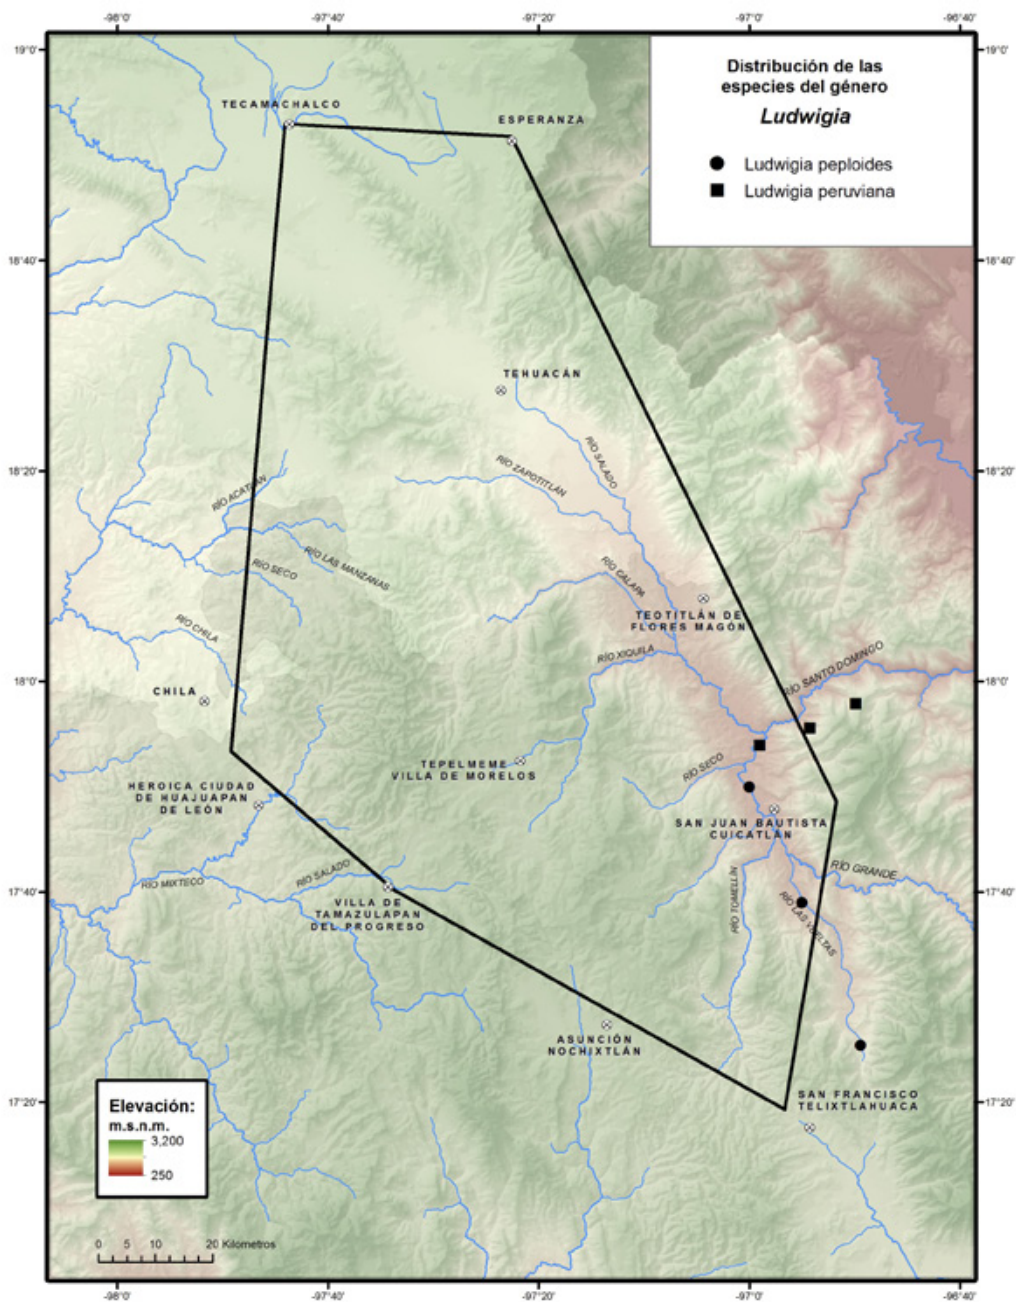 -98°0'
-97°40'
-97°20'
-97°0'
-96°40'
19°0'
19°0'
Distribución de las
especies del género
Ludwigia
Ludwigia peploides
Ludwigia peruviana
TECAMACHALCO
ESPERANZA
18°40'
18°40'
TEHUACÁN
RÍO SALADO
RÍO ZAPOTITLÁN
18°20'
18°20'
RÍO ACATLÁN
RÍO LAS MANZANAS
RÍO SECO
RÍO CALAPA
TEOTITLÁN DE
FLORES MAGÓN
RÍO CHILA
RÍO XIQUILA
RÍO SANTO DOMINGO
18°0'
18°0'
CHILA
TEPELMEME
VILLA DE MORELOS
RÍO SECO
HEROICA CIUDAD
DE HUAJUAPAN
DE LEÓN
SAN JUAN BAUTISTA
CUICATLÁN
RÍO GRANDE
RÍO MIXTECO
RÍO SALADO
17°40'
17°40'
RÍO TOMELLÍN
RÍO LAS VUELTAS
VILLA DE
TAMAZULAPAN
DEL PROGRESO
ASUNCIÓN
NOCHIXTLÁN
SAN FRANCISCO
TELIXTLAHUACA
17°20'
17°20'
Elevación:
m.s.n.m.
3,200
250
0 5 10 20 Kilómetros
-98°0'
-97°40'
-97°20'
-97°0'
-96°40'